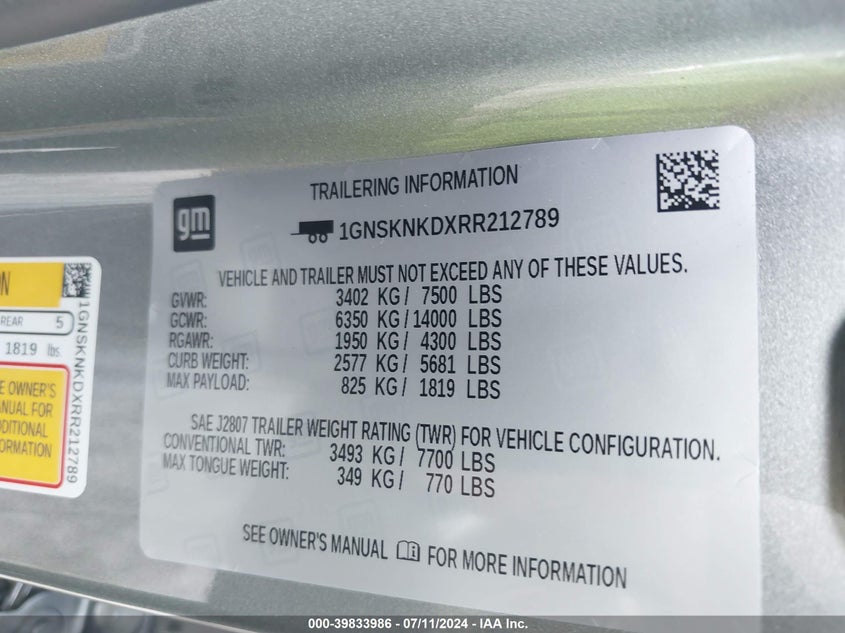 TRAILERING INFORMATION
gm
1GNSKNKDXRR212789
VEHICLE AND TRAILER MUST NOT EXCEED ANY OF THESE VALUES.
GVWR: 3402 KG / 7500 LBS
GCWR: 6350 KG/14000 LBS
RGAWR: 1950 KG/ 4300 LBS
CURB WEIGHT: 2577 KG/ 5681 LBS
MAX PAYLOAD: 825 KG/ 1819 LBS
SAE J2807 TRAILER WEIGHT RATING (TWR) FOR VEHICLE CONFIGURATION.
CONVENTIONAL TWR: 3493 KG/ 7700 LBS
MAX TONGUE WEIGHT: 349 KG/ 770 LBS
SEE OWNER'S MANUAL FOR MORE INFORMATION
REAR 5
1819 lbs
OWNER'S
FOR
1GNSKNKDXRR212789
000-39833986 - 07/11/2024 - IAA Inc.